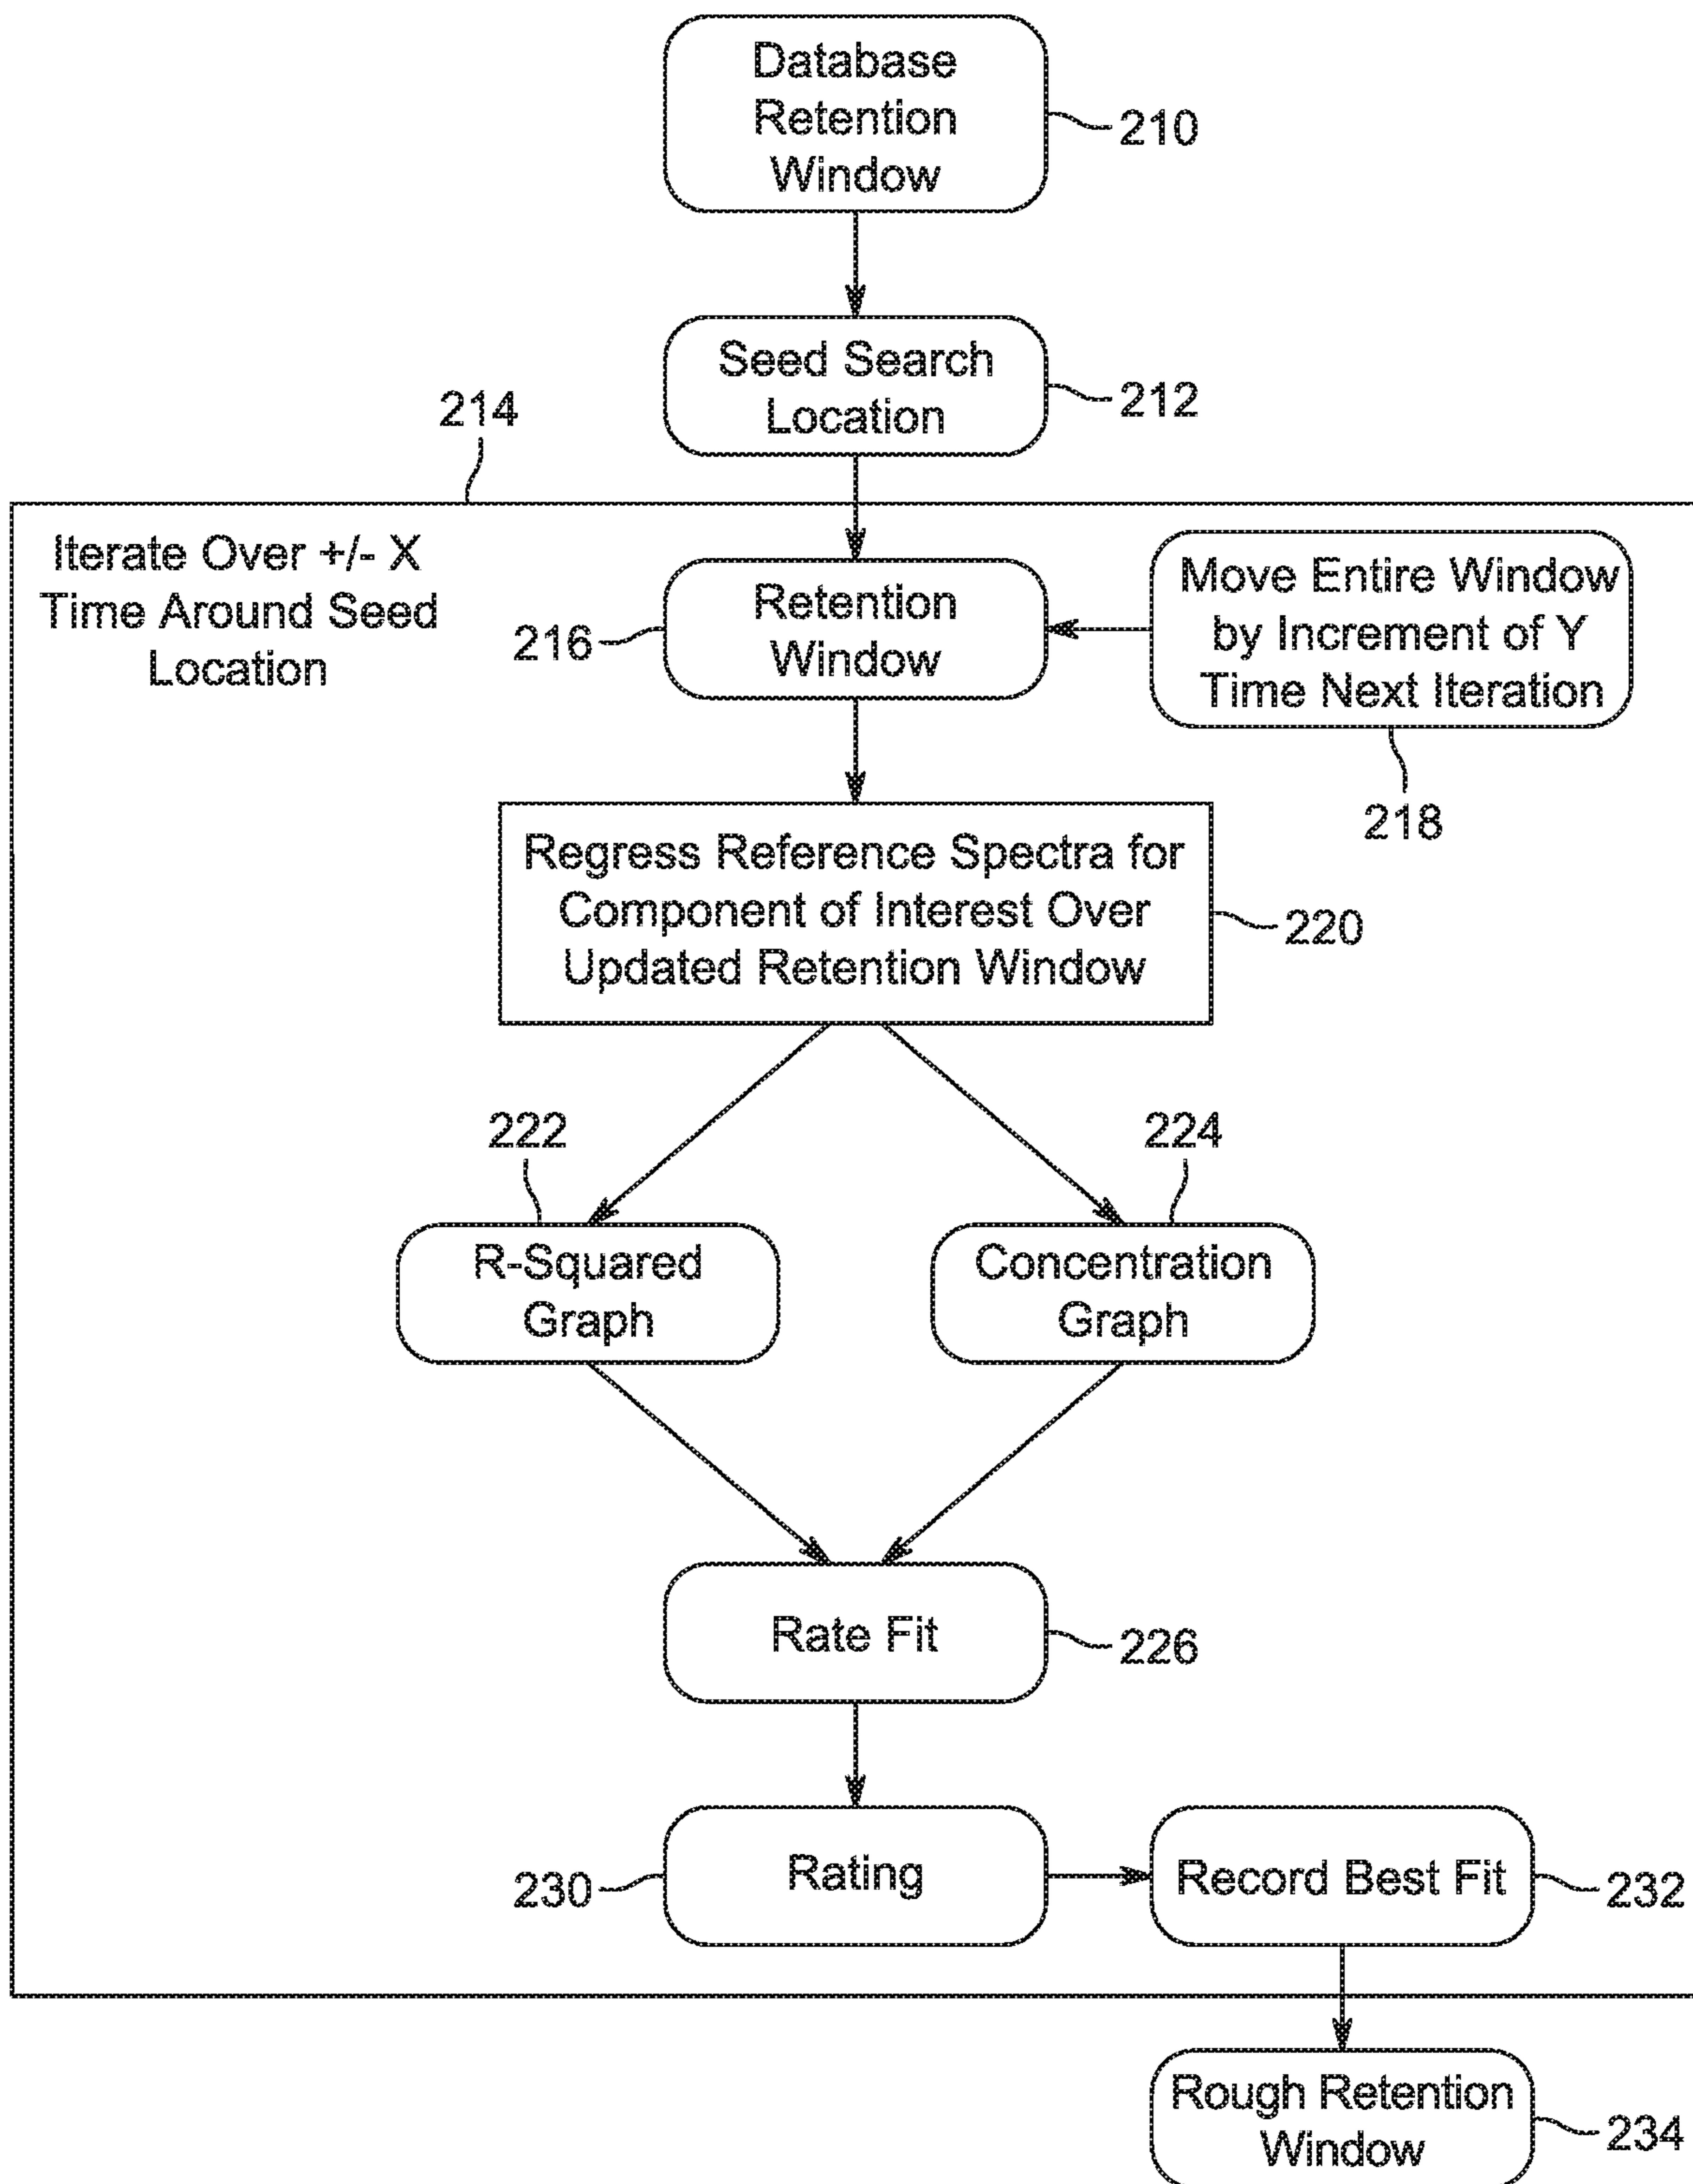 Database
Retention
Window
210
Seed Search
Location
212
214
Iterate Over +/- X
Time Around Seed
Location
Retention
Window
216
Move Entire Window
by Increment of Y
Time Next Iteration
218
Regress Reference Spectra for
Component of Interest Over
Updated Retention Window
220
222
224
R-Squared
Graph
Concentration
Graph
Rate Fit
226
Rating
230
Record Best Fit
232
Rough Retention
Window
234